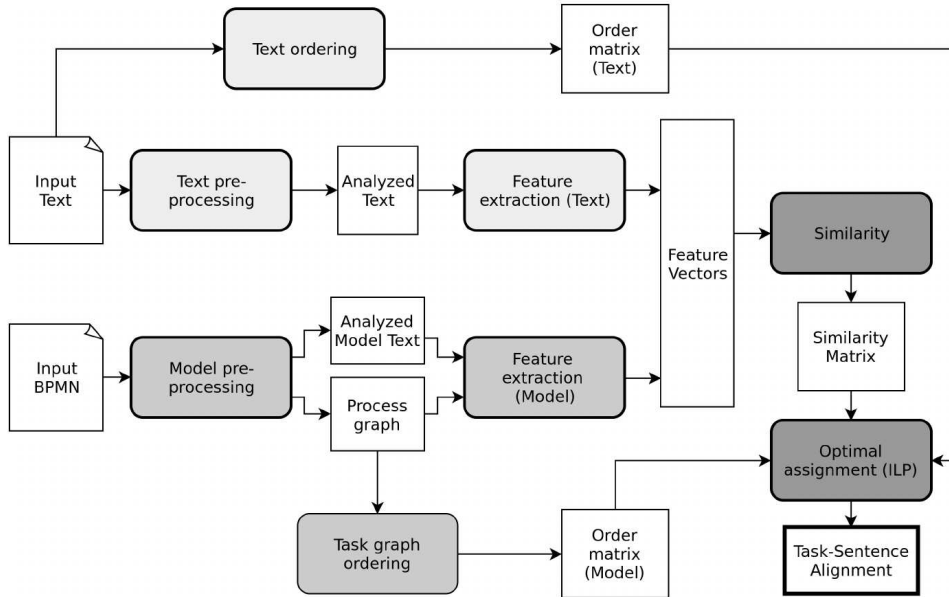 Text ordering
Order
matrix
(Text)
Input
Text
Text pre-
processing
Analyzed
Text
Feature
extraction (Text)
Feature
Vectors
Similarity
Similarity
Matrix
Input
BPMN
Model pre-
processing
Analyzed
Model Text
Process
graph
Feature
extraction
(Model)
Optimal
assignment (ILP)
Task graph
ordering
Order
matrix
(Model)
Task-Sentence
Alignment